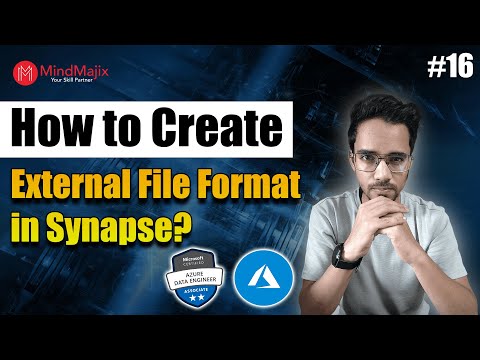 MindMajix
Your Skill Partner
#16
How to Create
External File Format
in Synapse?
Microsoft
CERTIFIED
AZURE
DATA ENGINEER
ASSOCIATE